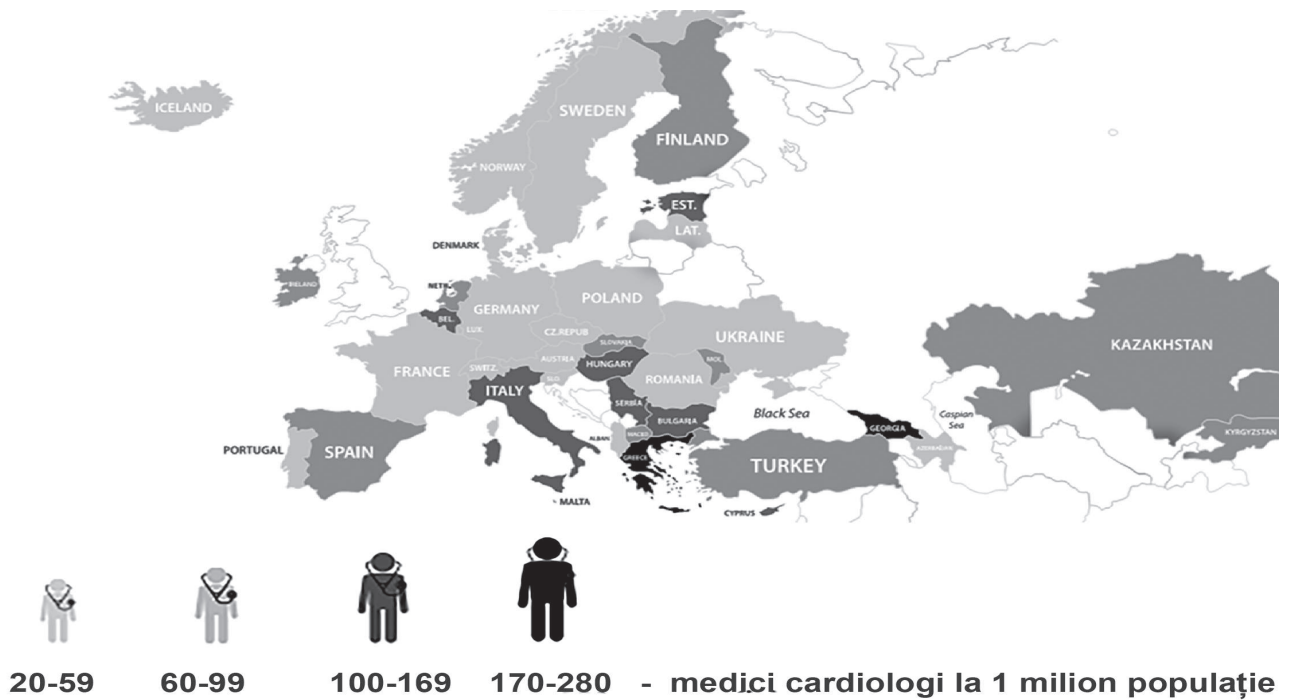 ICELAND
SWEDEN
FINLAND
NORWAY
EST.
LAT.
DENMARK
IRELAND
NETH.
GERMANY
POLAND
BEL.
LUX.
CZ.REPUB
UKRAINE
SLOVAKIA
KAZAKHSTAN
FRANCE
SWITZ.
AUSTRIA
HUNGARY
MOL.
SLO.
ROMANIA
ITALY
SERBIA
BULGARIA
Black Sea
GEORGIA
Caspian
Sea
KYRGYZSTAN
PORTUGAL
SPAIN
ALBAN
MACED.
AZERBAIJAN
GREECE
TURKEY
MALTA
CYPRUS
20-59 60-99 100-169 170-280 - medici cardiologi la 1 milion populație